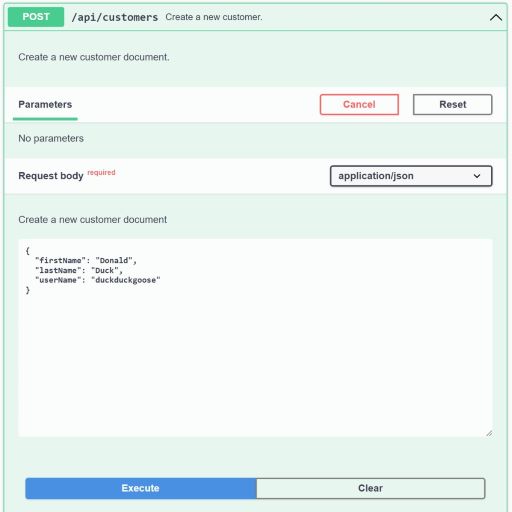 POST /api/customers Create a new customer.
Create a new customer document.
Parameters Cancel Reset
No parameters
Request body required application/json
Create a new customer document
{
  "firstName": "Donald",
  "lastName": "Duck",
  "userName": "duckduckgoose"
}
Execute Clear